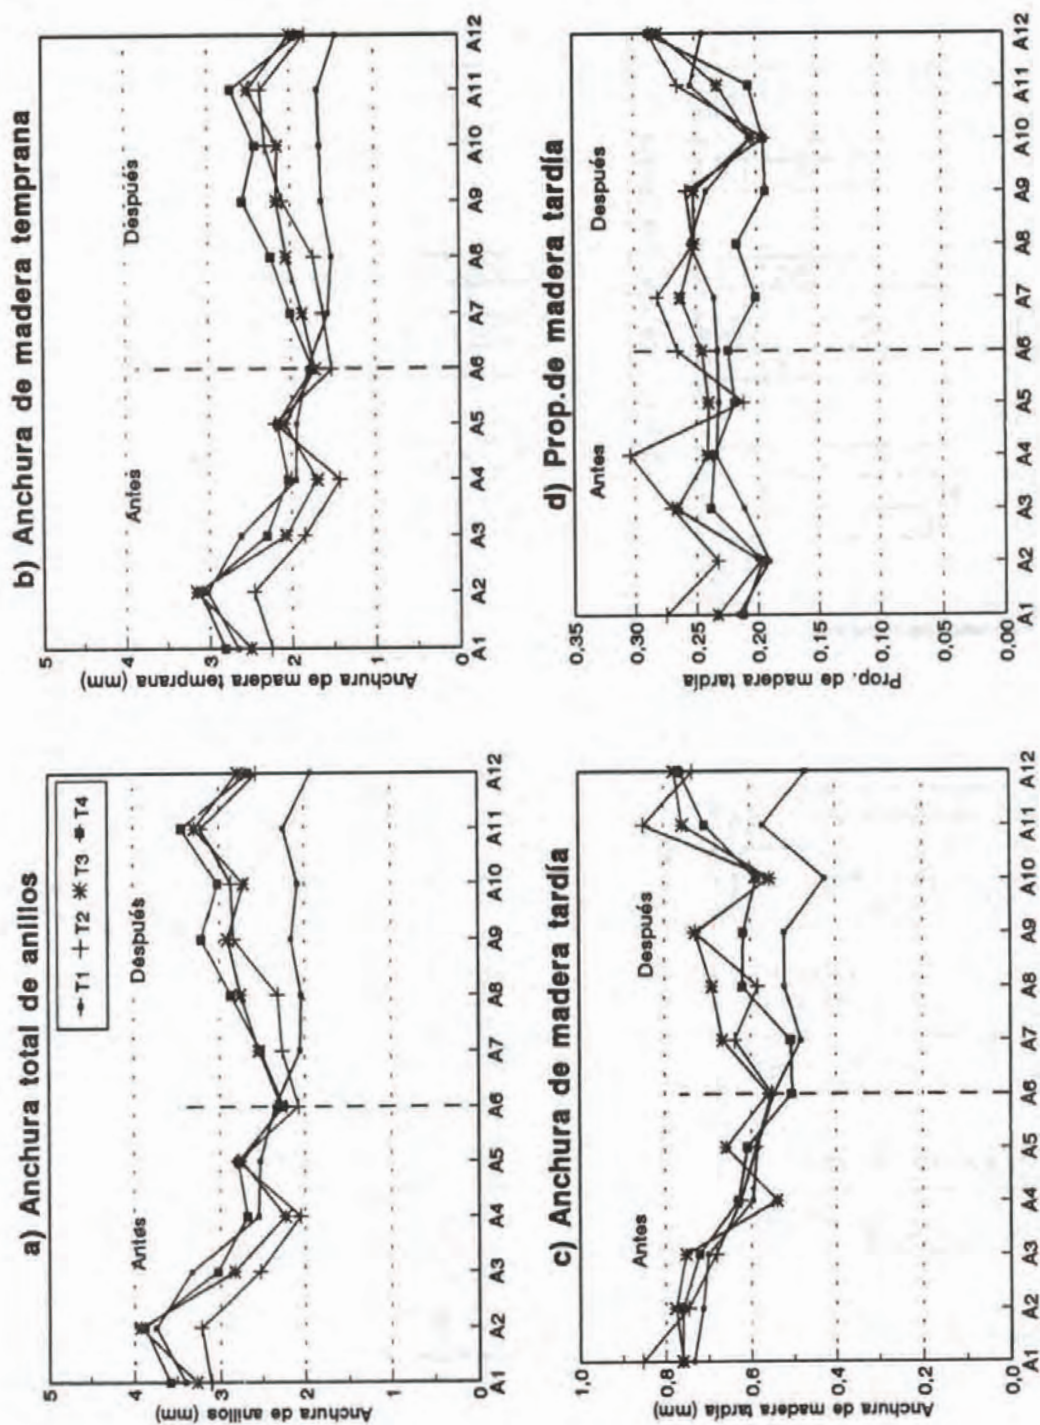 a) Anchura total de anillos
T1 T2 T3 T4
Antes
Después
Anchura de anillos (mm)
5
4
3
2
1
A1 A2 A3 A4 A5 A6 A7 A8 A9 A10 A11 A12
b) Anchura de madera temprana
Antes
Después
Anchura de madera temprana (mm)
5
4
3
2
1
0
A1 A2 A3 A4 A5 A6 A7 A8 A9 A10 A11 A12
c) Anchura de madera tardía
Antes
Después
Anchura de madera tardía (mm)
1,0
0,8
0,6
0,4
0,2
0,0
A1 A2 A3 A4 A5 A6 A7 A8 A9 A10 A11 A12
d) Prop.de madera tardía
Antes
Después
Prop. de madera tardía
0,35
0,30
0,25
0,20
0,15
0,10
0,05
0,00
A1 A2 A3 A4 A5 A6 A7 A8 A9 A10 A11 A12